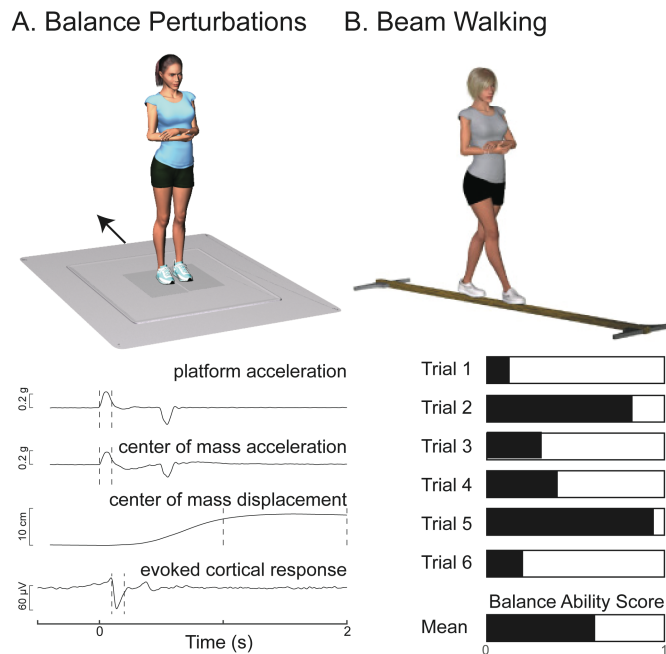 A. Balance Perturbations
B. Beam Walking
platform acceleration
0.2 g
center of mass acceleration
0.2 g
center of mass displacement
10 cm
evoked cortical response
60 µV
0
2
Time (s)
Trial 1
Trial 2
Trial 3
Trial 4
Trial 5
Trial 6
Balance Ability Score
Mean
0
1